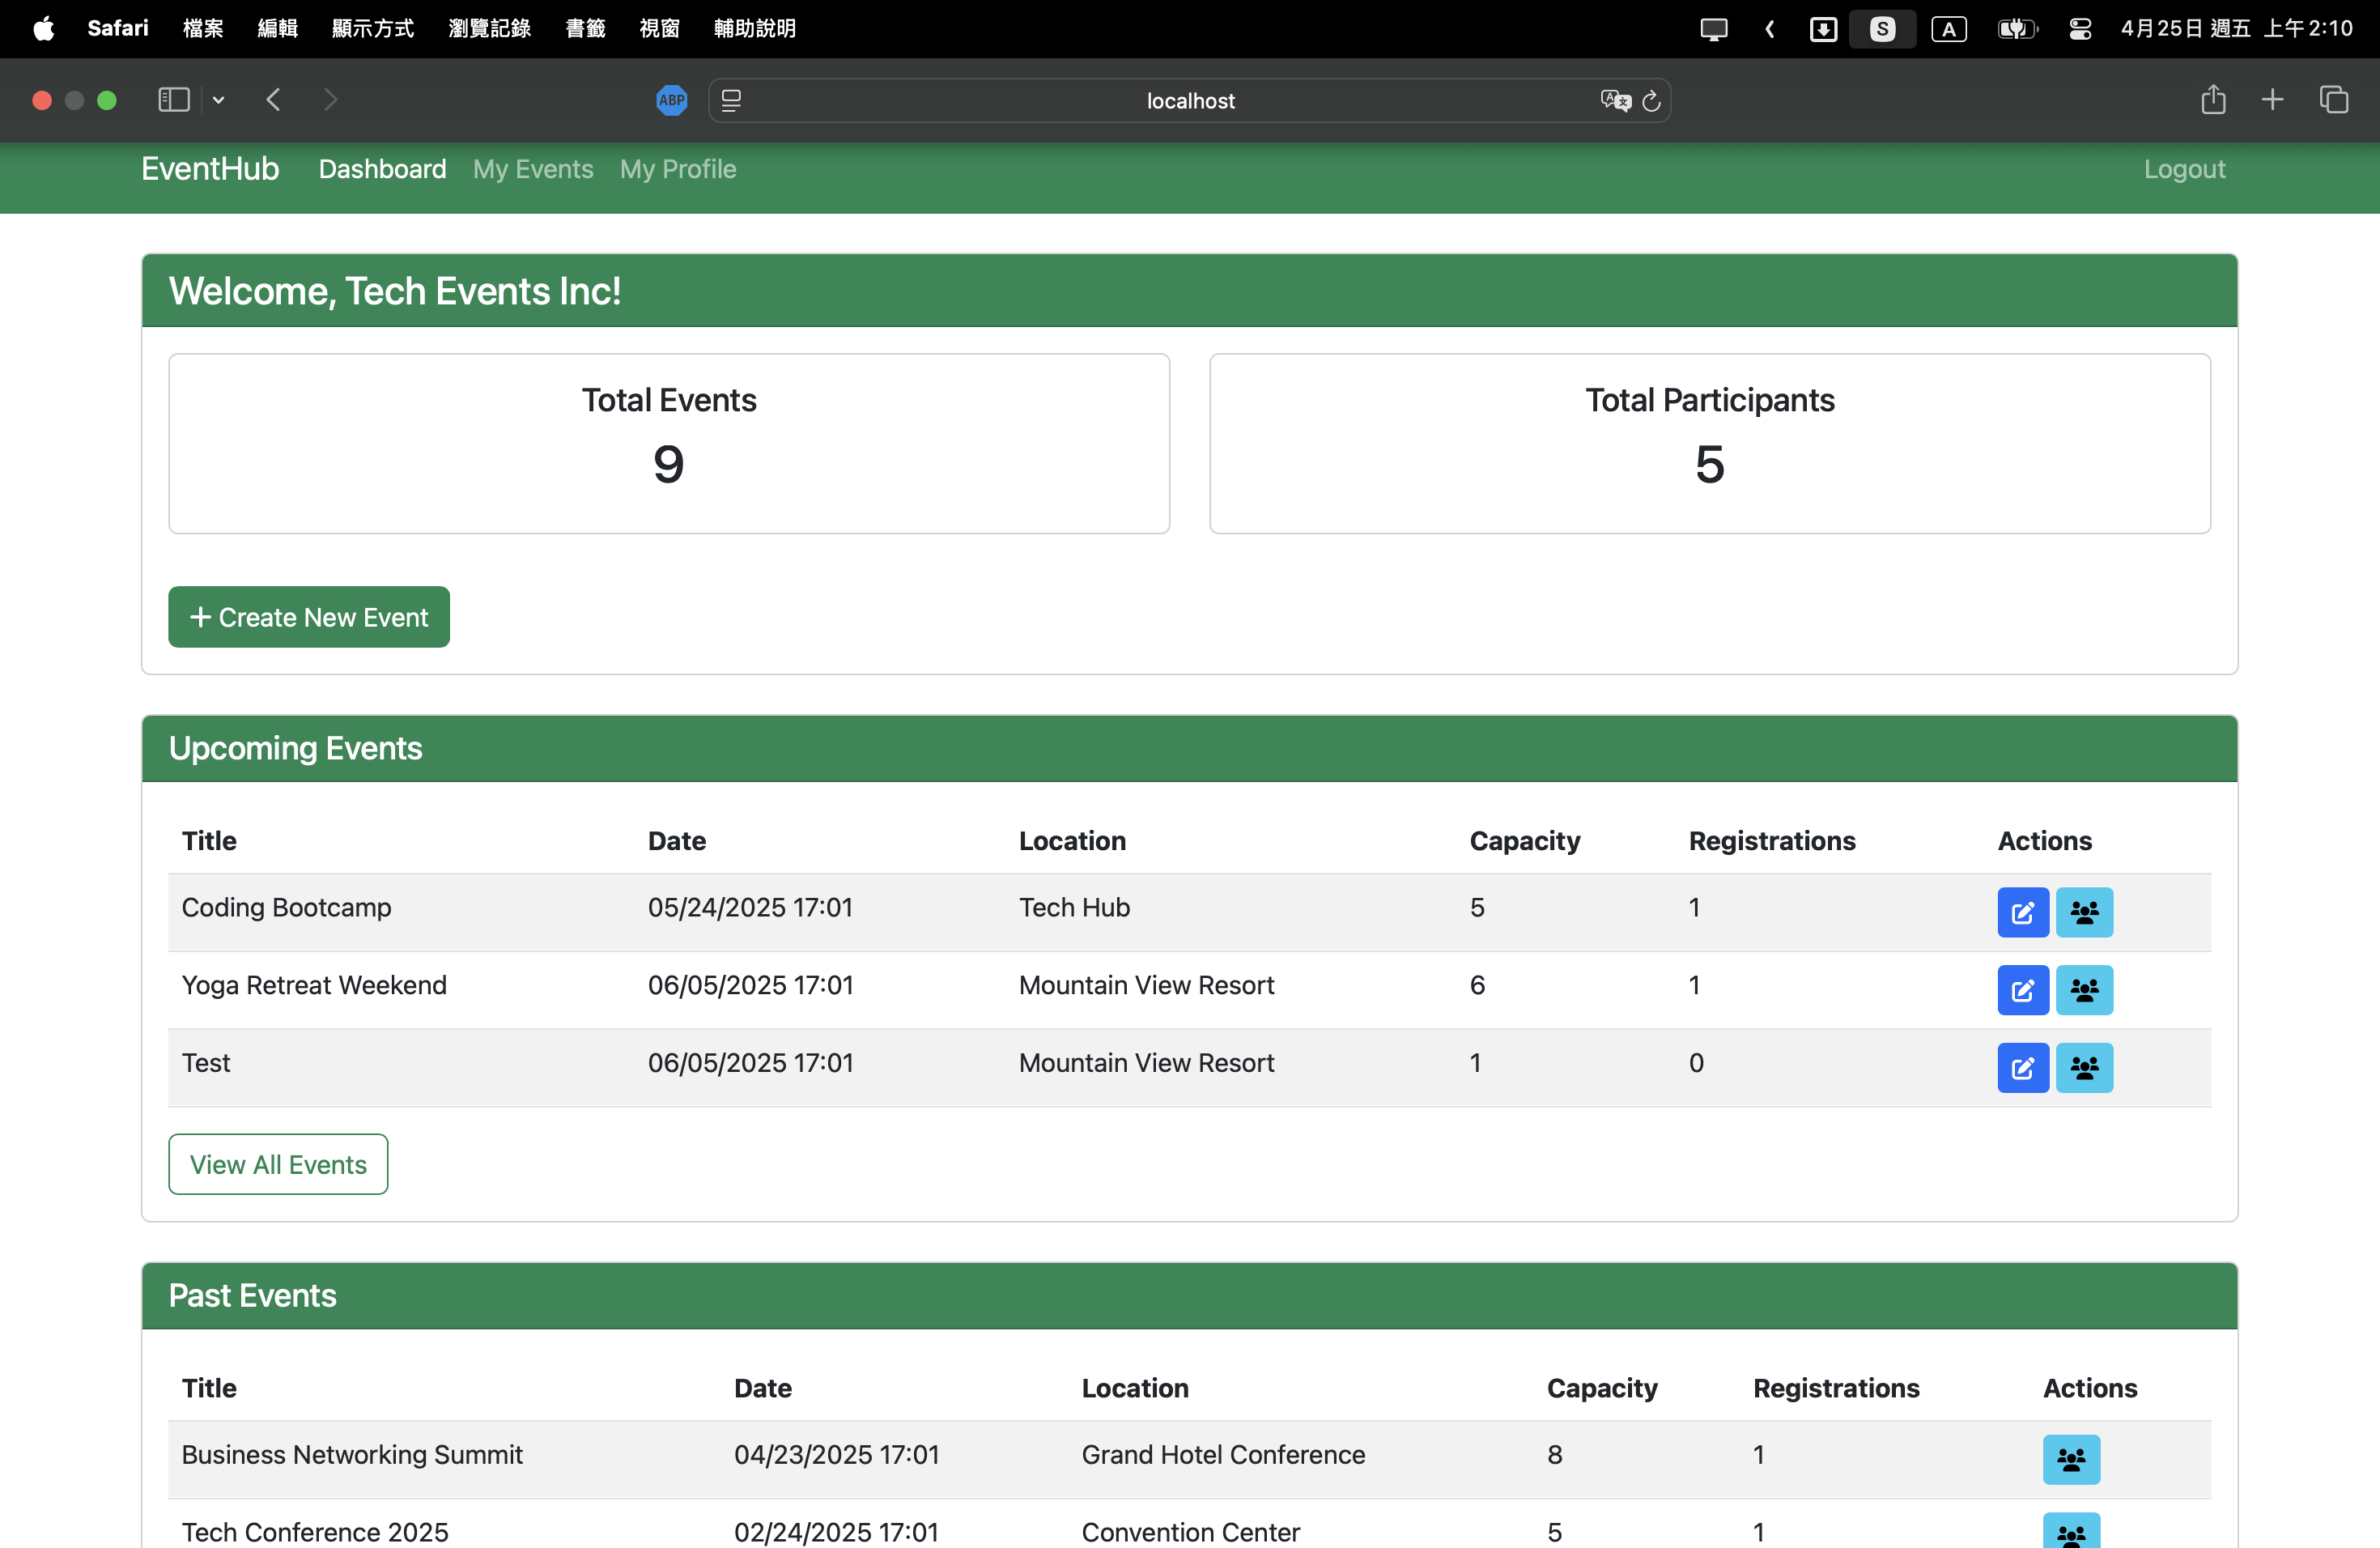 Safari 檔案 編輯 顯示方式 瀏覽記錄 書籤 視窗 輔助說明 S A 4月25日 週五 上午2:10
ABP localhost
EventHub Dashboard My Events My Profile Logout
Welcome, Tech Events Inc!
Total Events Total Participants
9 5
+ Create New Event
Upcoming Events
Title Date Location Capacity Registrations Actions
Coding Bootcamp 05/24/2025 17:01 Tech Hub 5 1
Yoga Retreat Weekend 06/05/2025 17:01 Mountain View Resort 6 1
Test 06/05/2025 17:01 Mountain View Resort 1 0
View All Events
Past Events
Title Date Location Capacity Registrations Actions
Business Networking Summit 04/23/2025 17:01 Grand Hotel Conference 8 1
Tech Conference 2025 02/24/2025 17:01 Convention Center 5 1